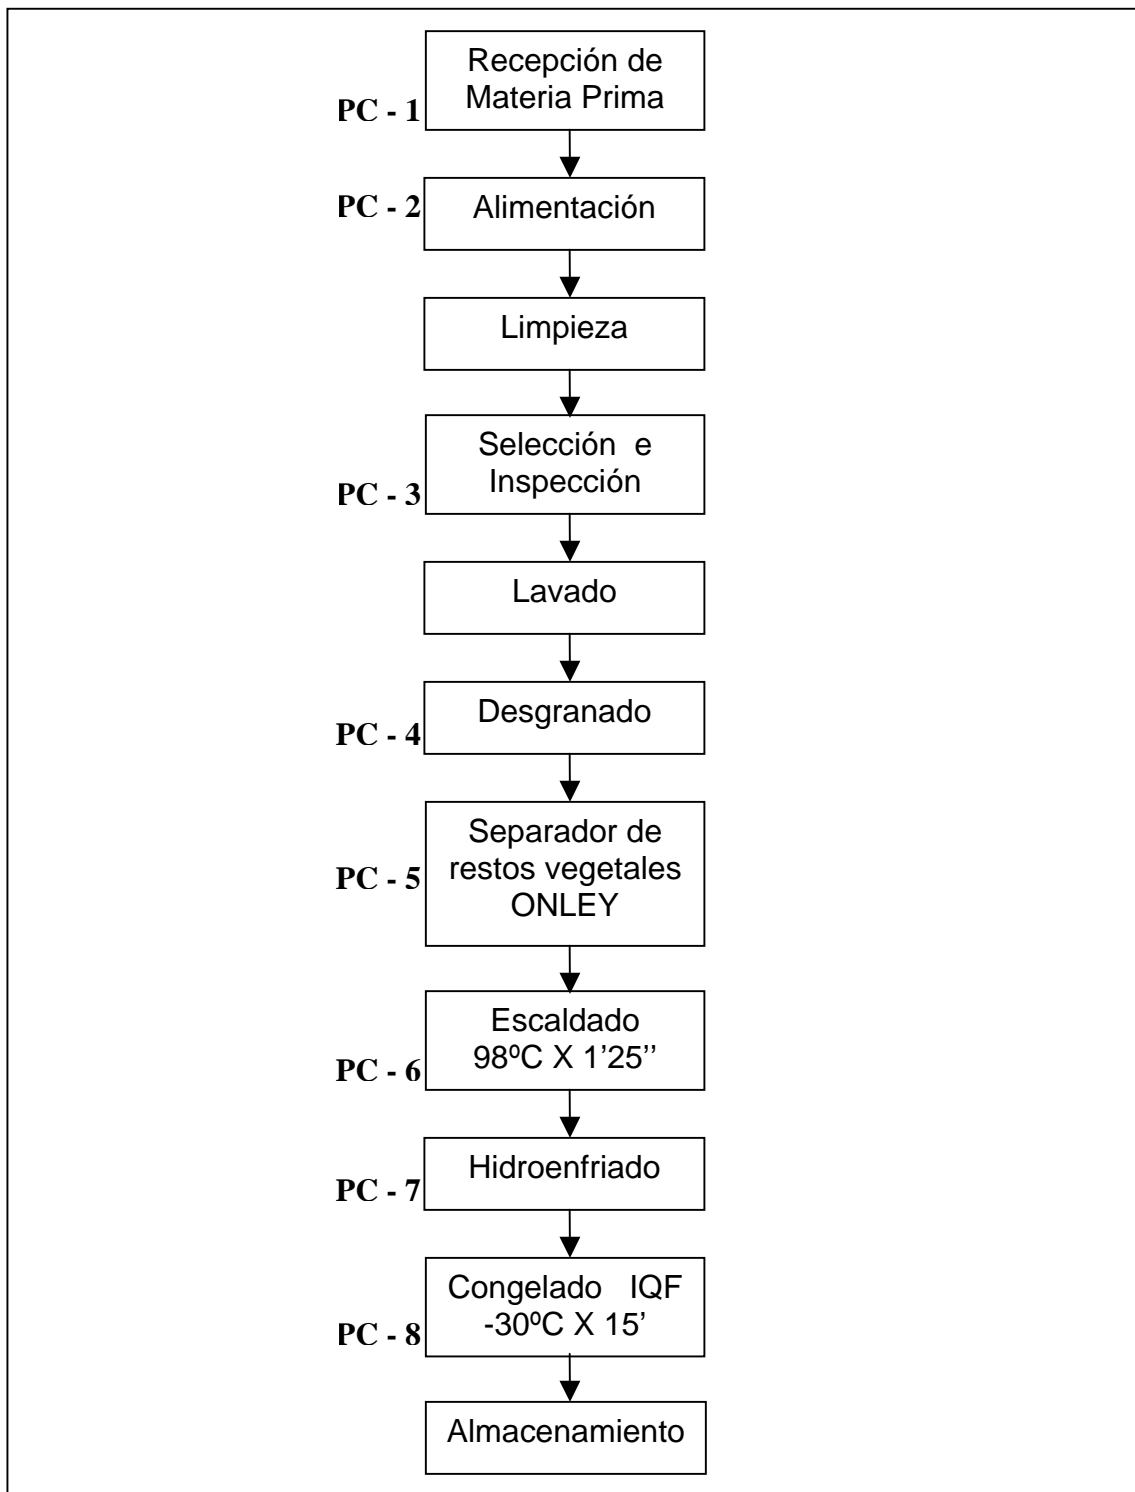 Recepción de
Materia Prima
PC - 1
PC - 2
Alimentación
Limpieza
Selección e
Inspección
PC - 3
Lavado
Desgranado
PC - 4
Separador de
restos vegetales
PC - 5
ONLEY
Escaldado
98ºC X 1’25’’
PC - 6
Hidroenfriado
PC - 7
Congelado IQF
-30ºC X 15’
PC - 8
Almacenamiento